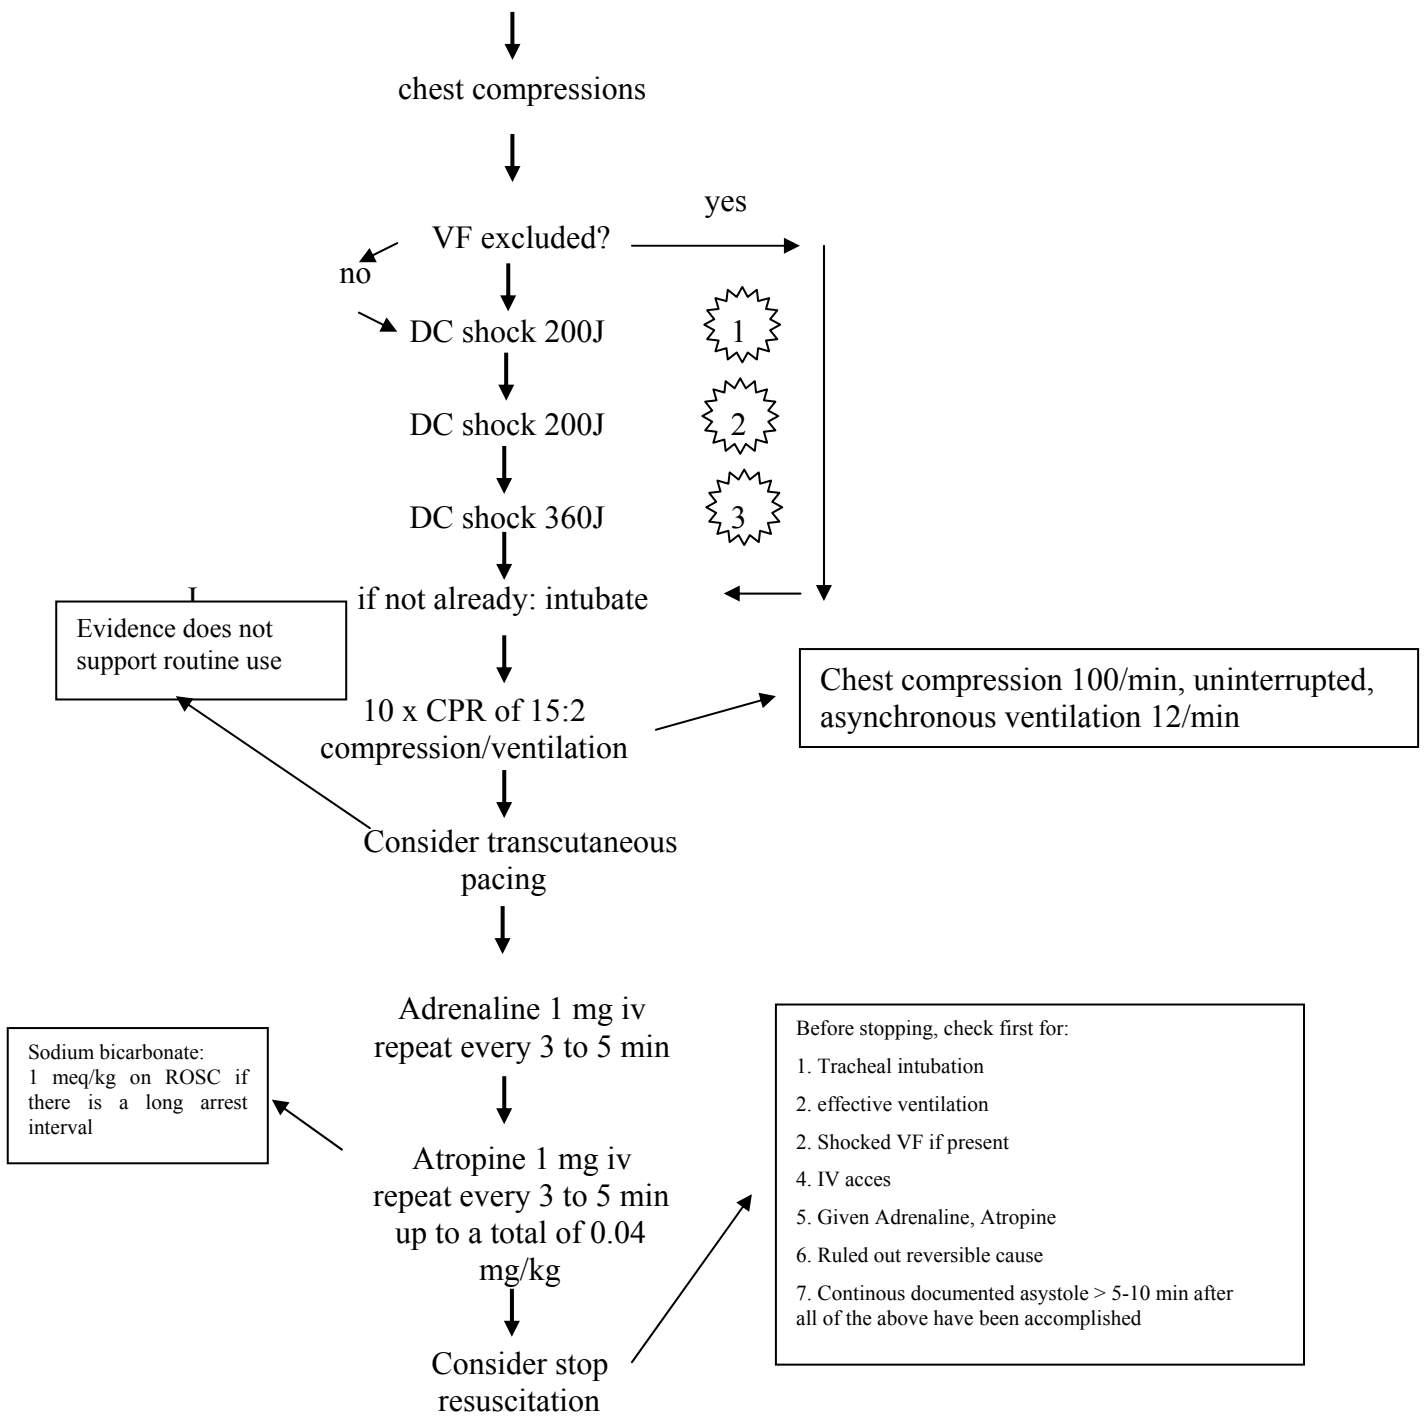 chest compressions
yes
VF excluded?
no
DC shock 200J
1
DC shock 200J
2
DC shock 360J
3
if not already: intubate
Evidence does not
support routine use
Chest compression 100/min, uninterrupted,
asynchronous ventilation 12/min
10 x CPR of 15:2
compression/ventilation
Consider transcutaneous
pacing
Adrenaline 1 mg iv
repeat every 3 to 5 min
Sodium bicarbonate:
1 meq/kg on ROSC if
there is a long arrest
interval
Atropine 1 mg iv
repeat every 3 to 5 min
up to a total of 0.04
mg/kg
Before stopping, check first for:
1. Tracheal intubation
2. effective ventilation
2. Shocked VF if present
4. IV acces
5. Given Adrenaline, Atropine
6. Ruled out reversible cause
7. Continous documented asystole > 5-10 min after
all of the above have been accomplished
Consider stop
resuscitation